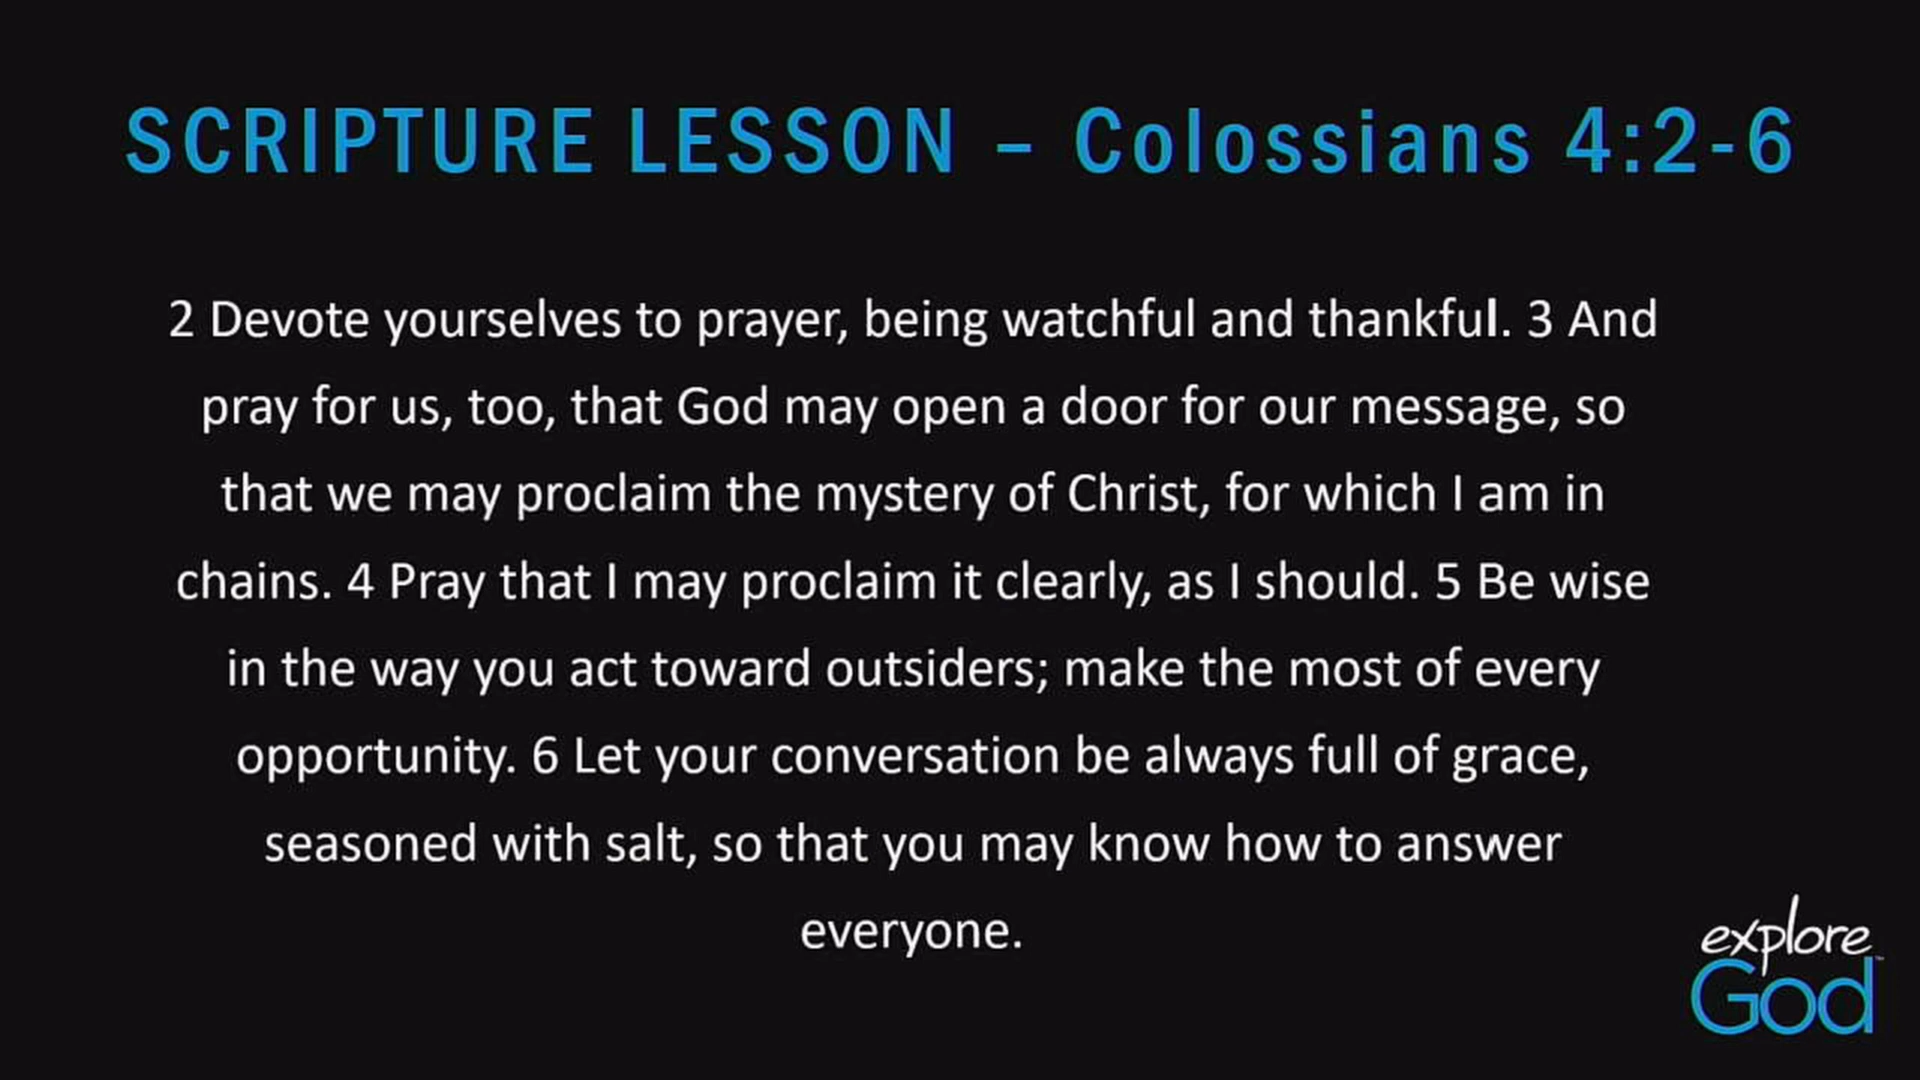 SCRIPTURE LESSON – Colossians 4:2-6
2 Devote yourselves to prayer, being watchful and thankful. 3 And
pray for us, too, that God may open a door for our message, so
that we may proclaim the mystery of Christ, for which I am in
chains. 4 Pray that I may proclaim it clearly, as I should. 5 Be wise
in the way you act toward outsiders; make the most of every
opportunity. 6 Let your conversation be always full of grace,
seasoned with salt, so that you may know how to answer
everyone.
explore
God™